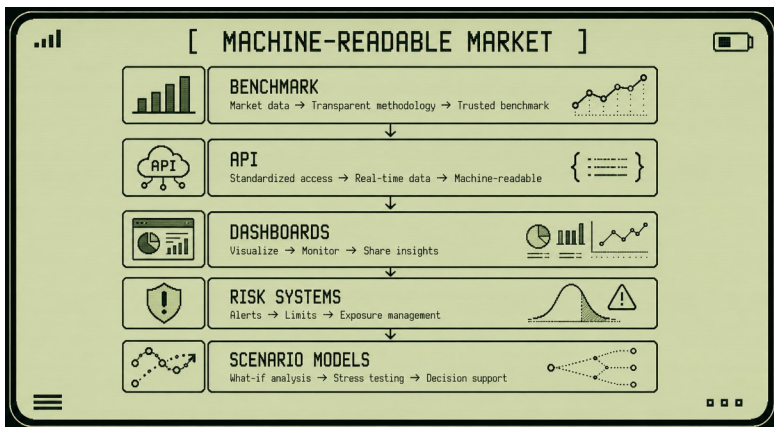 [ MACHINE-READABLE MARKET ]
BENCHMARK
Market data → Transparent methodology → Trusted benchmark
API
API
Standardized access → Real-time data → Machine-readable
DASHBOARDS
Visualize → Monitor → Share insights
RISK SYSTEMS
Alerts → Limits → Exposure management
SCENARIO MODELS
What-if analysis → Stress testing → Decision support